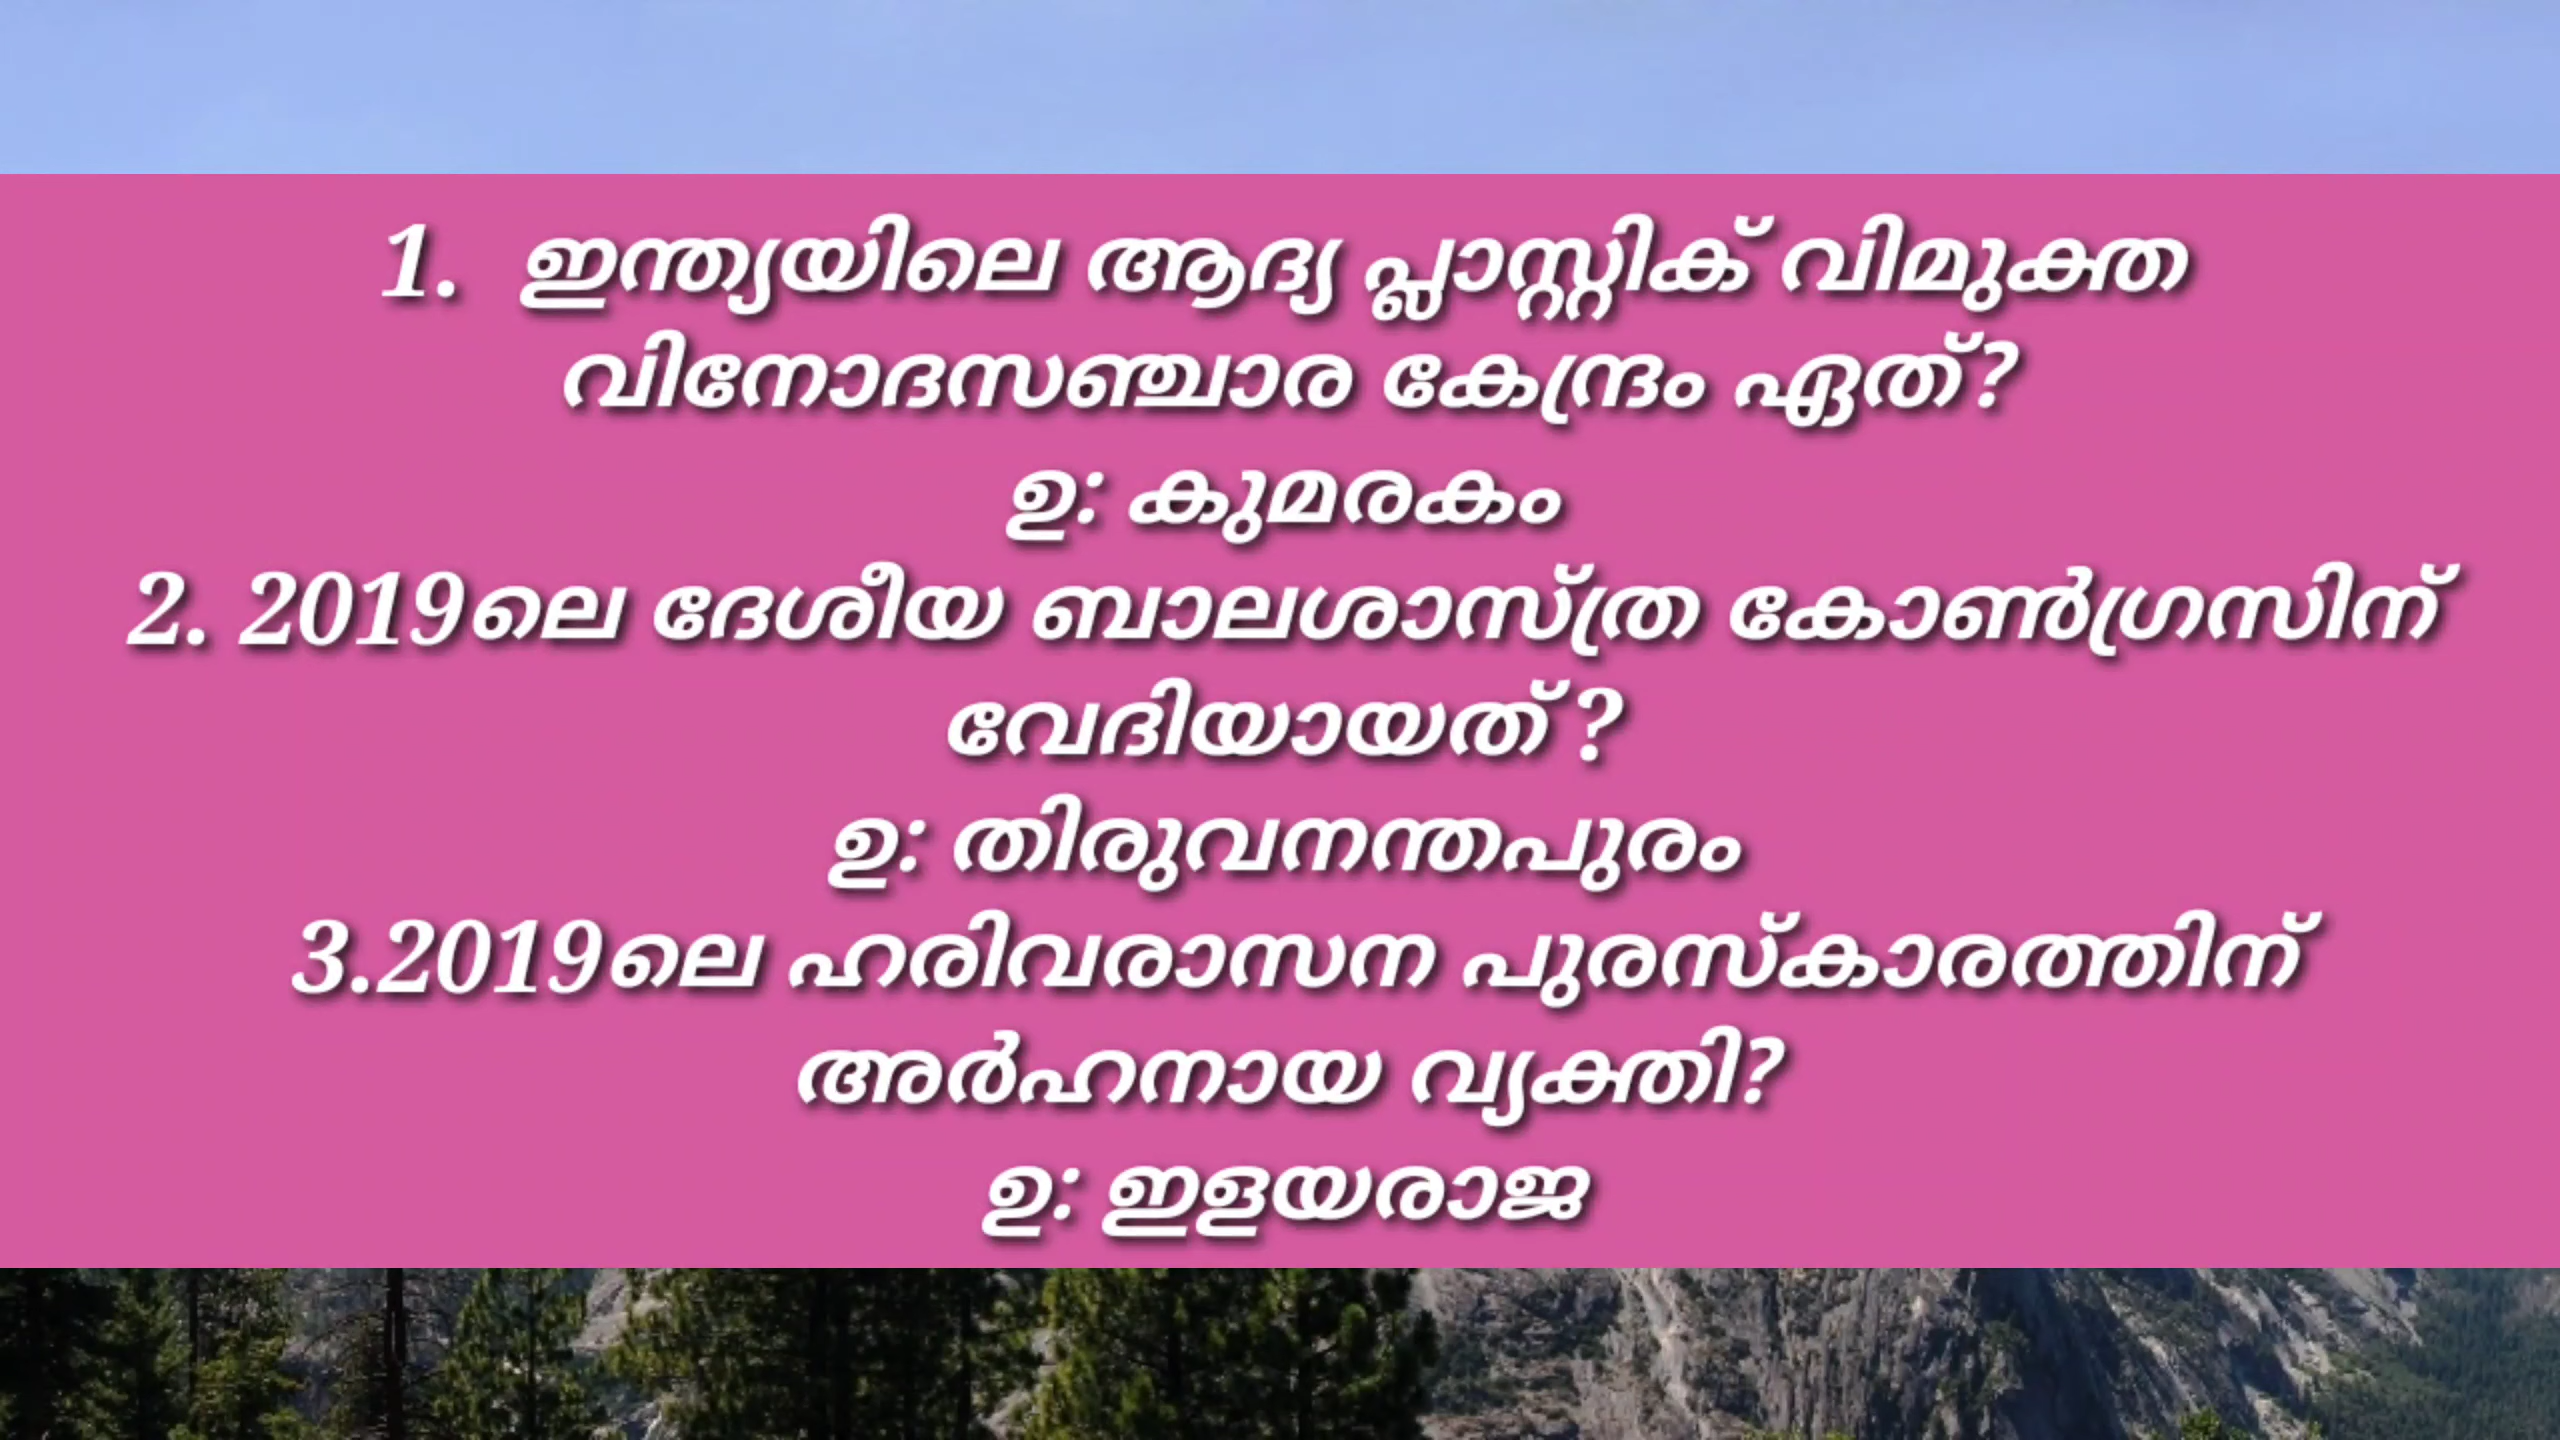 1. ഇന്ത്യയിലെ ആദ്യ പ്ലാസ്റ്റിക് വിമുക്ത
വിനോദസഞ്ചാര കേന്ദ്രം ഏത്?
ഉ: കുമരകം
2. 2019ലെ ദേശീയ ബാലശാസ്ത്ര കോൺഗ്രസിന്
വേദിയായത് ?
ഉ: തിരുവനന്തപുരം
3.2019ലെ ഹരിവരാസന പുരസ്കാരത്തിന്
അർഹനായ വ്യക്തി?
ഉ: ഇളയരാജ